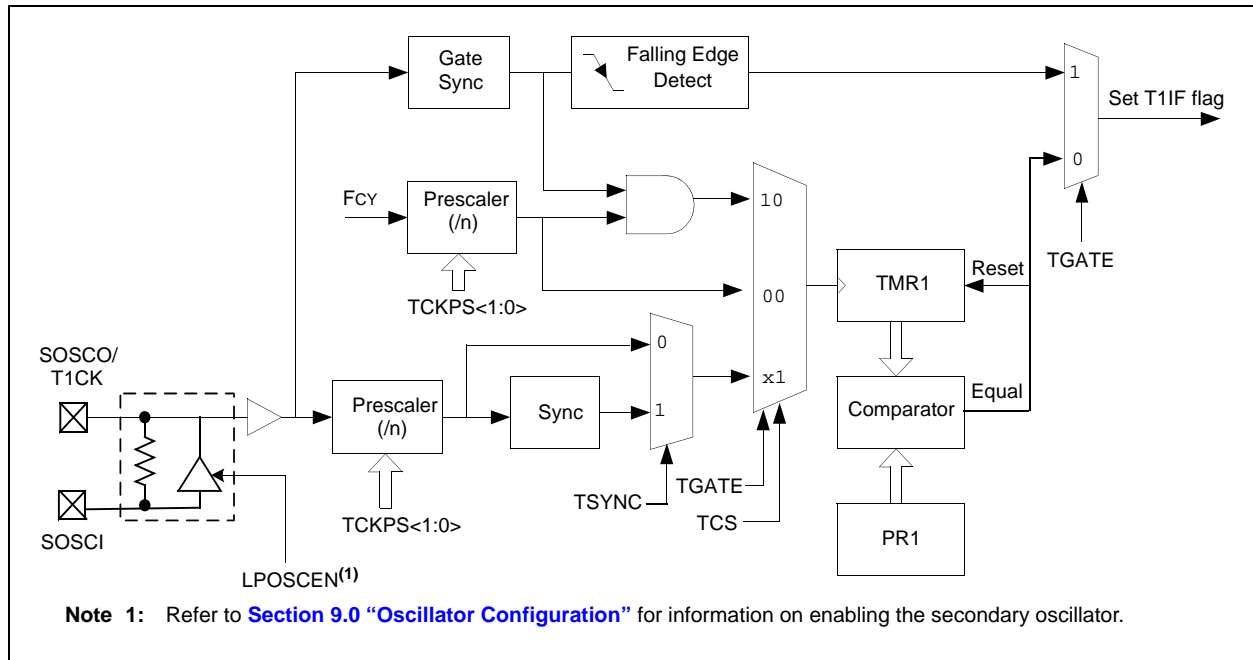 Gate
Sync
Falling Edge
Detect
1
Set T1IF flag
0
FCY
Prescaler
(/n)
10
TGATE
TCKPS<1:0>
00
TMR1
Reset
SOSCO/
T1CK
0
x1
Prescaler
(/n)
Sync
1
Comparator
Equal
TGATE
TSYNC
TCS
TCKPS<1:0>
SOSCI
PR1
LPOSCEN(1)
Note 1: Refer to Section 9.0 “Oscillator Configuration” for information on enabling the secondary oscillator.